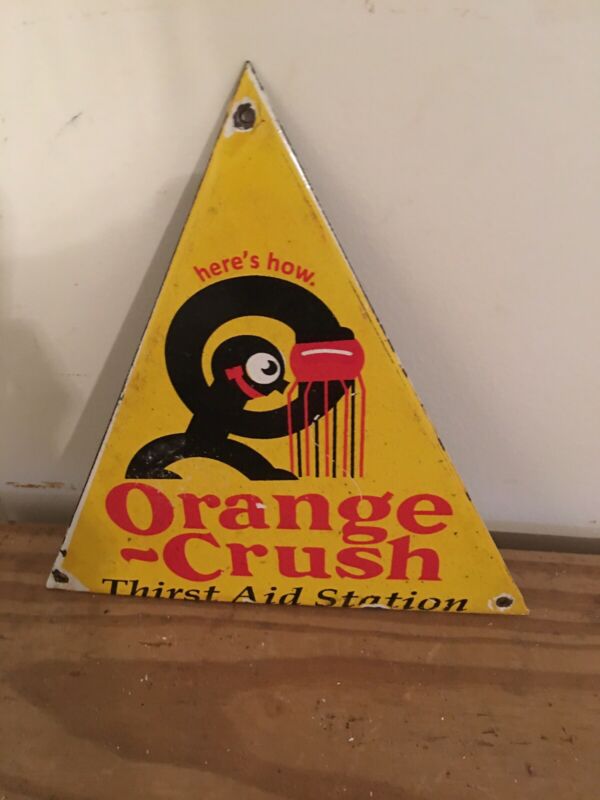 here's how.
Orange
-Crush
Thirst Aid Station